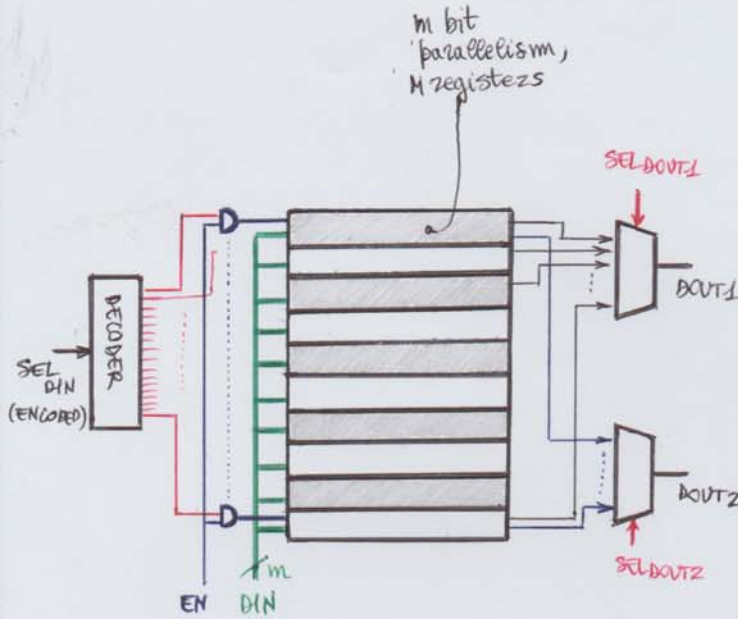 m bit
parallelism,
M registers
SEL DOUT1
DOUT1
DECODER
SEL
DIN
(ENCODED)
DOUT2
SEL DOUT2
m
EN
DIN